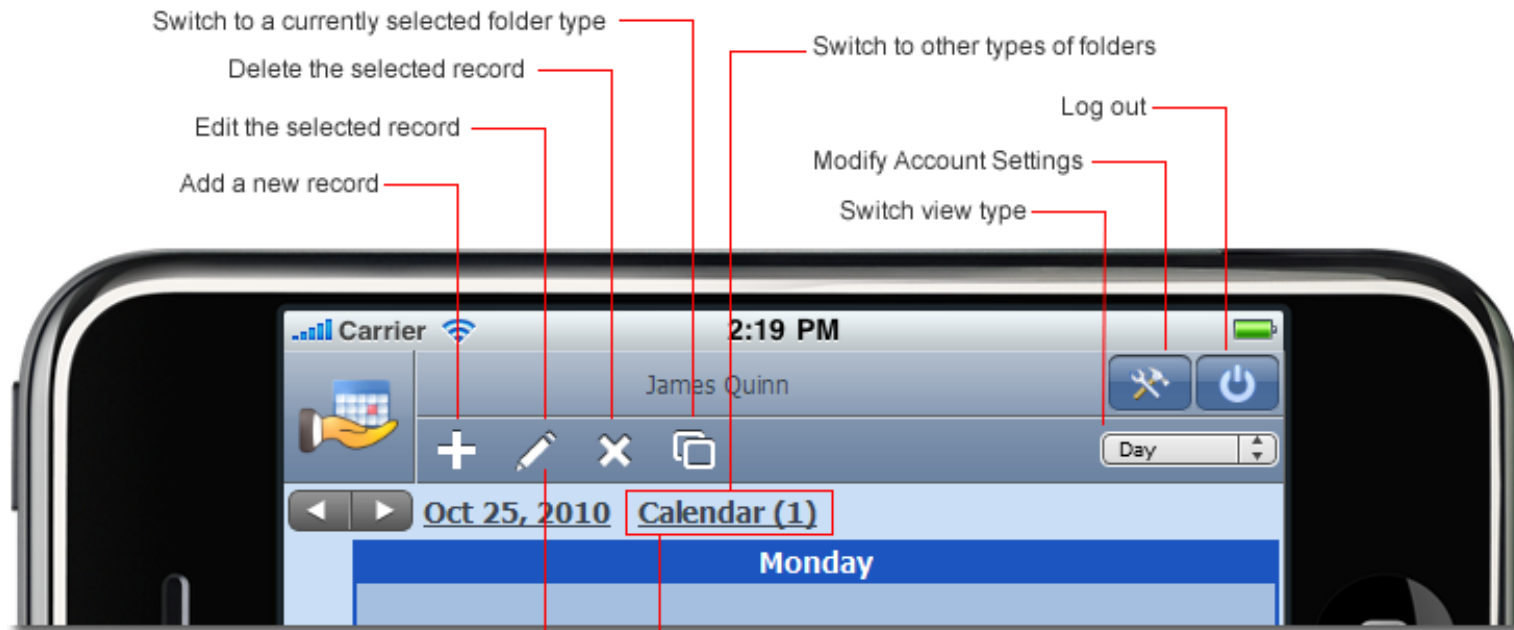 Switch to a currently selected folder type
Switch to other types of folders
Delete the selected record
Log out
Edit the selected record
Modify Account Settings
Add a new record
Switch view type
Carrier
2:19 PM
James Quinn
Day
Oct 25, 2010
Calendar (1)
Monday